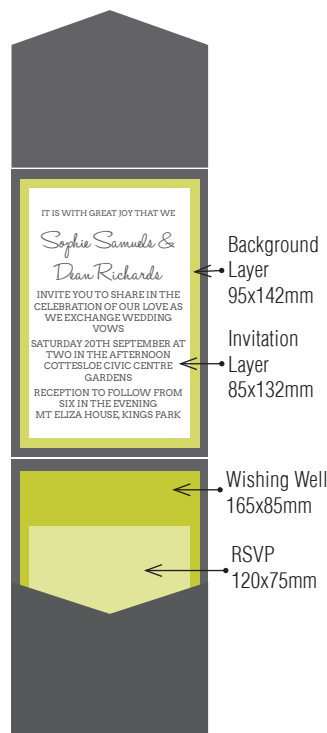 IT IS WITH GREAT JOY THAT WE
Sophie Samuels &
Dean Richards
INVITE YOU TO SHARE IN THE
CELEBRATION OF OUR LOVE AS
WE EXCHANGE WEDDING
VOWS
SATURDAY 20TH SEPTEMBER AT
TWO IN THE AFTERNOON
COTTESLOE CIVIC CENTRE
GARDENS
RECEPTION TO FOLLOW FROM
SIX IN THE EVENING
MT ELIZA HOUSE, KINGS PARK
Background
Layer
95x142mm
Invitation
Layer
85x132mm
Wishing Well
165x85mm
RSVP
120x75mm